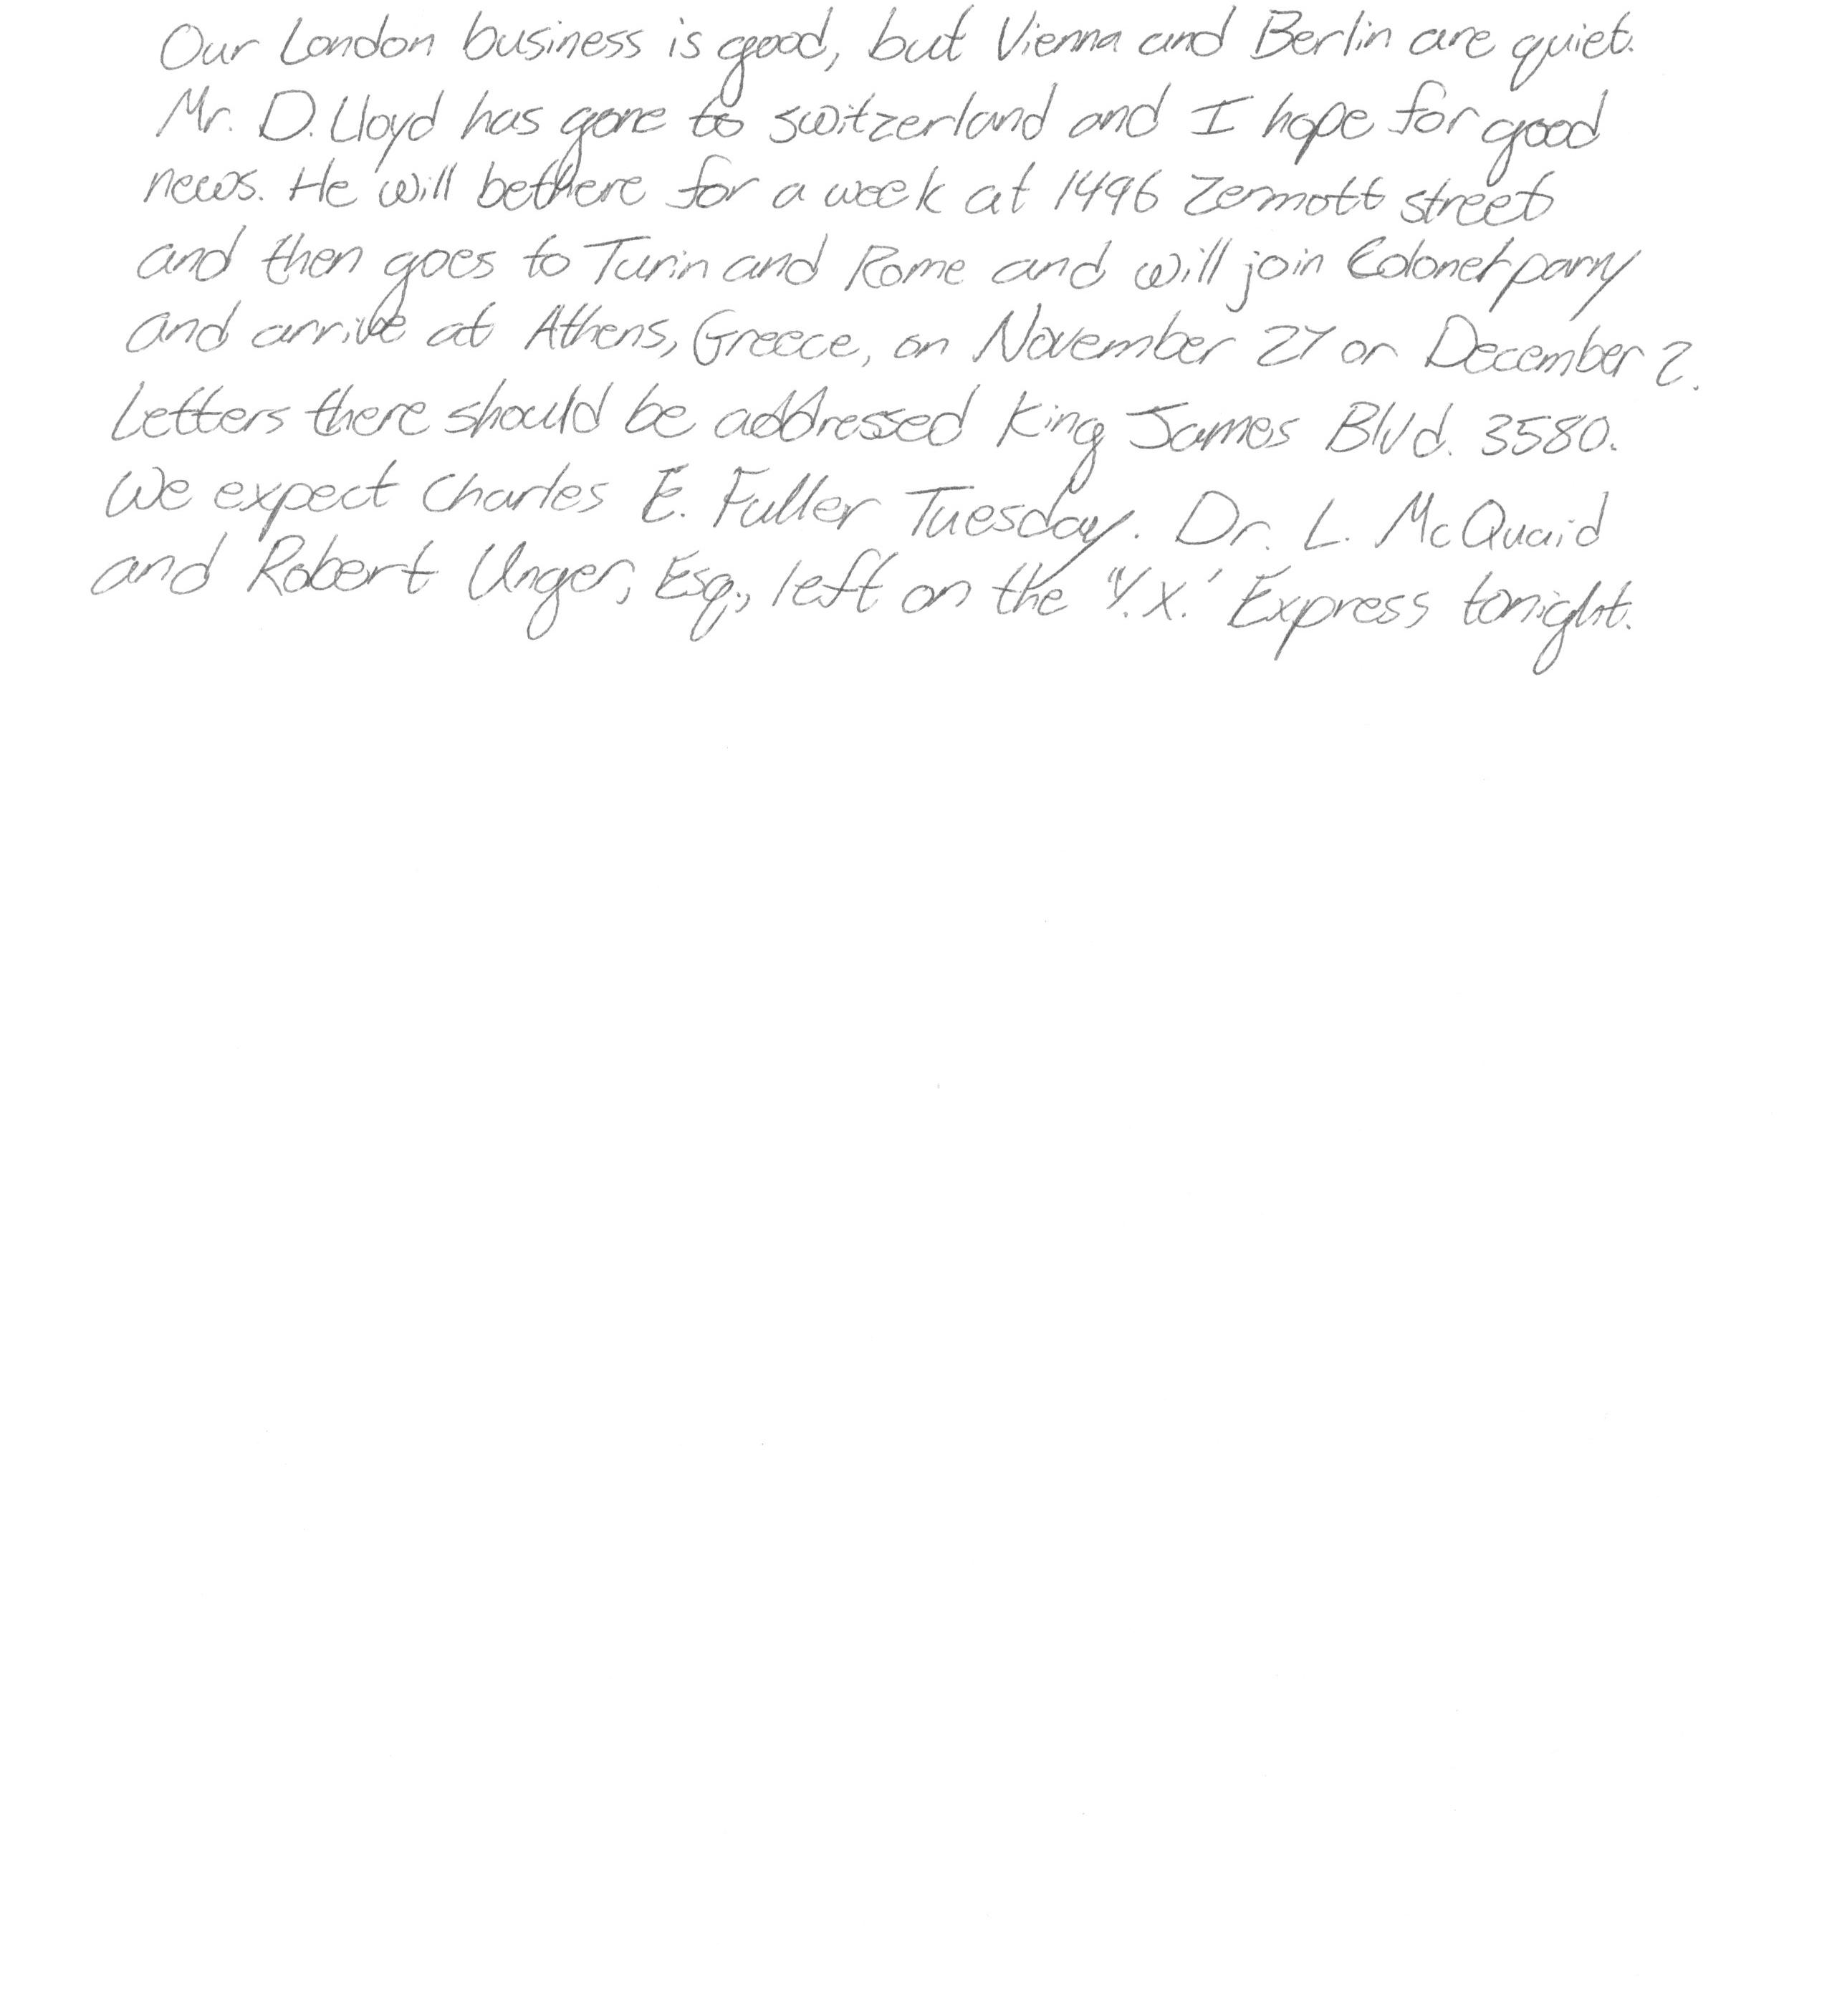 Our London business is good, but Vienna and Berlin are quiet.
Mr. D. Lloyd has gone to switzerland and I hope for good
news. He will be there for a week at 1496 Zermott street
and then goes to Turin and Rome and will join Colonel parry
and arrive at Athens, Greece, on November 27 or December 2.
Letters there should be addressed King James Blvd. 3580.
We expect Charles E. Fuller Tuesday. Dr. L. McQuaid
and Robert Unger, Esq., left on the "Y.X.' Express tonight.